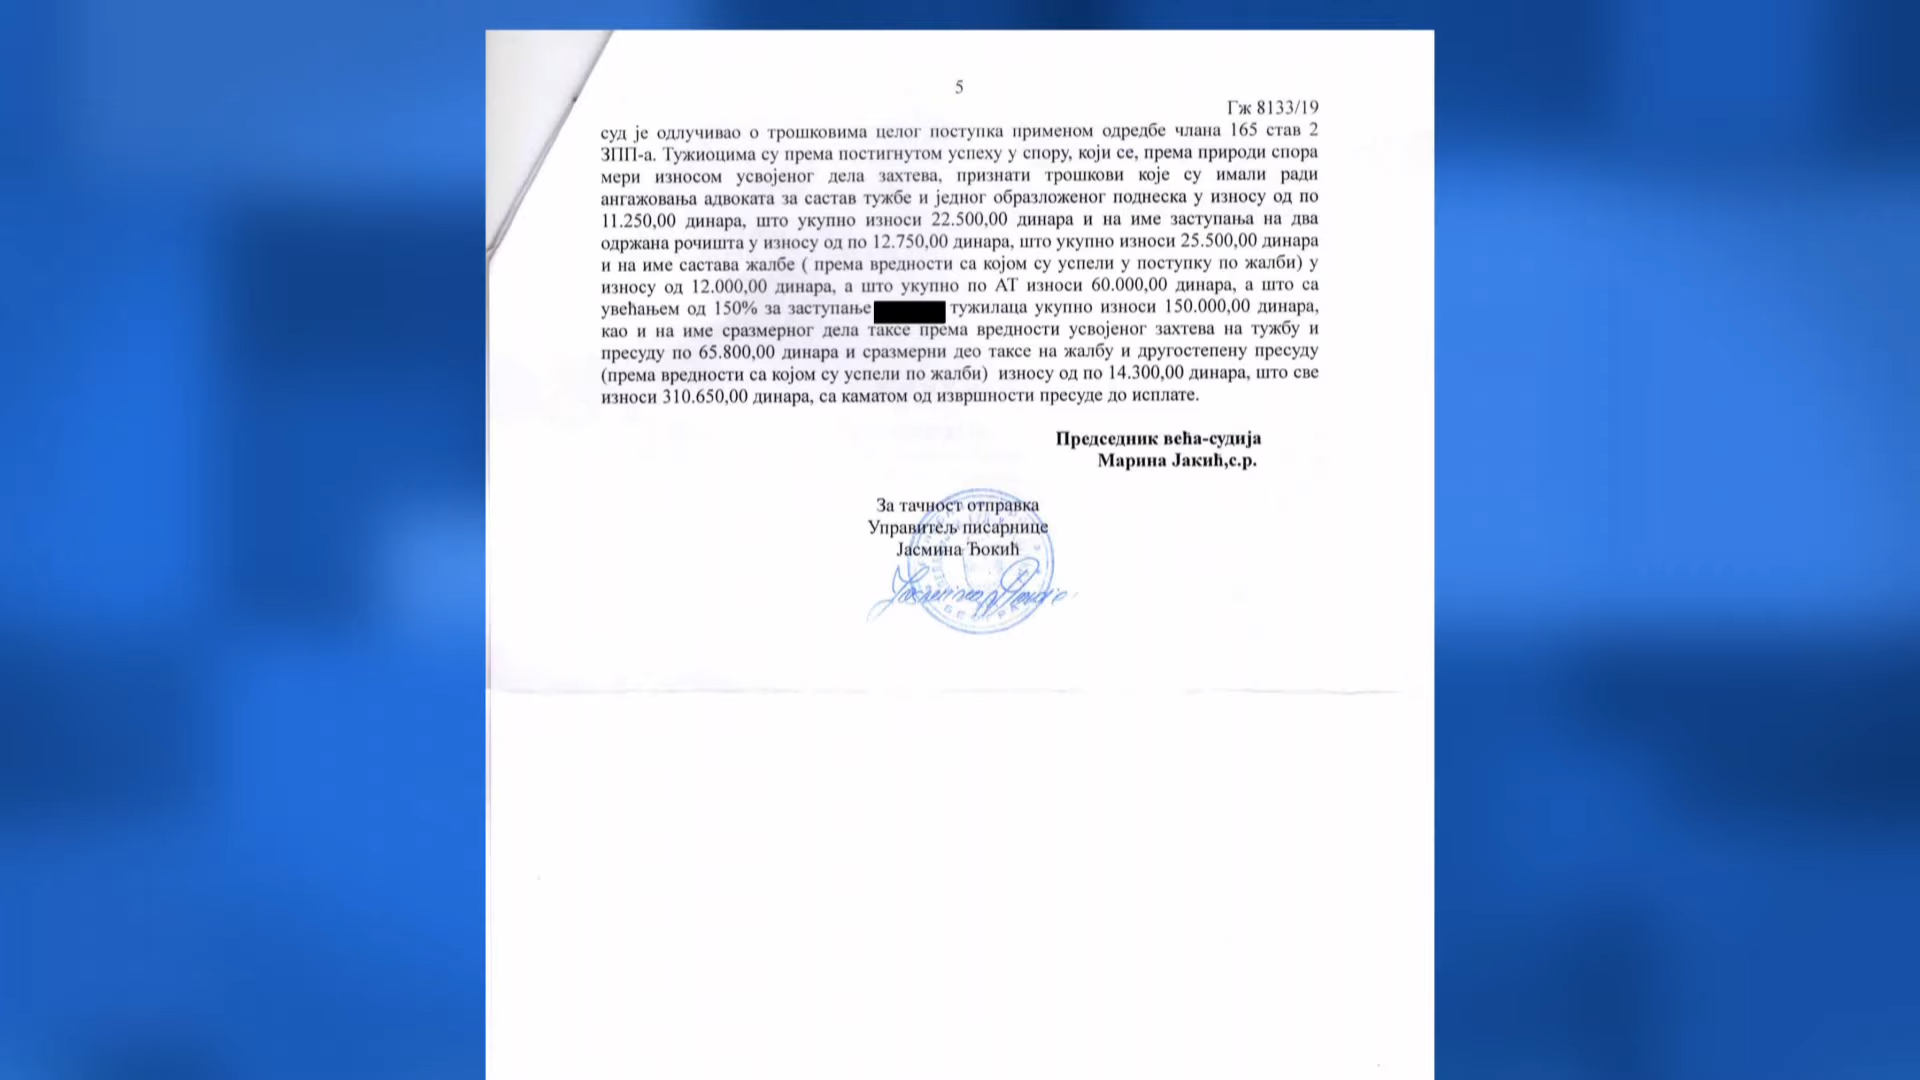 5
Гж 8133/19
суд је одлучивао о трошковима целог поступка применом одредбе члана 165 став 2
ЗПП-а. Тужиоцима су према постигнутом успеху у спору, који се, према природи спора
мери износом усвојеног дела захтева, признати трошкови које су имали ради
ангажовања адвоката за састав тужбе и једног образложеног поднеска у износу од по
11.250,00 динара, што укупно износи 22.500,00 динара и на име заступања на два
одржана рочишта у износу од по 12.750,00 динара, што укупно износи 25.500,00 динара
и на име састава жалбе ( према вредности са којом су успели у поступку по жалби) у
износу од 12.000,00 динара, а што укупно по АТ износи 60.000,00 динара, а што са
увећањем од 150% за заступање тужилаца укупно износи 150.000,00 динара,
као и на име сразмерног дела таксе према вредности усвојеног захтева на тужбу и
пресуду по 65.800,00 динара и сразмерни део таксе на жалбу и другостепену пресуду
(према вредности са којом су успели по жалби) износу од по 14.300,00 динара, што све
износи 310.650,00 динара, са каматом од извршности пресуде до исплате.
Председник већа-судија
Марина Јакић,с.р.
За тачност отправка
Управитељ писарнице
Јасмина Ђокић